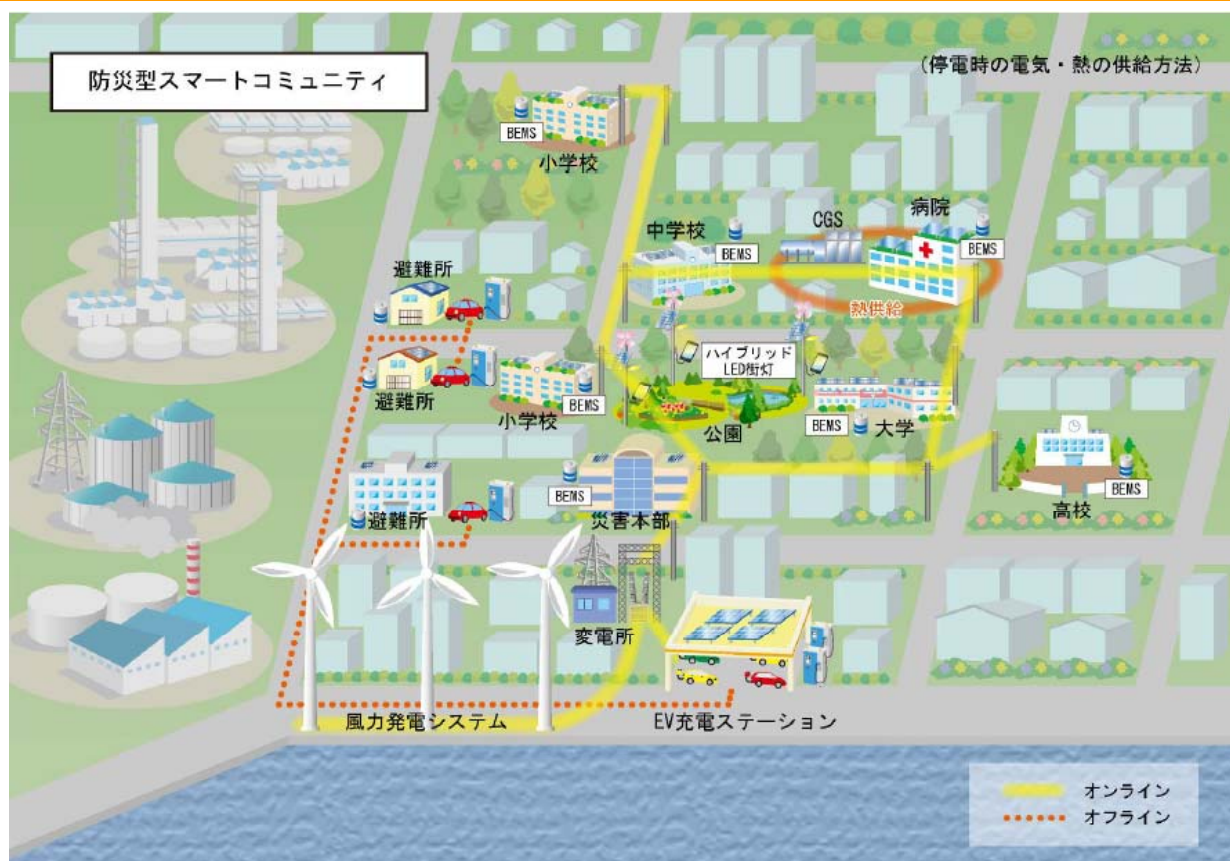 防災型スマートコミュニティ
(停電時の電気・熱の供給方法)
BEMS
小学校
中学校
BEMS
CGS
病院
BEMS
熱供給
避難所
ハイブリッド
LED街灯
避難所
小学校
BEMS
公園
BEMS
大学
避難所
BEMS
災害本部
BEMS
高校
変電所
風力発電システム
EV充電ステーション
オンライン
オフライン